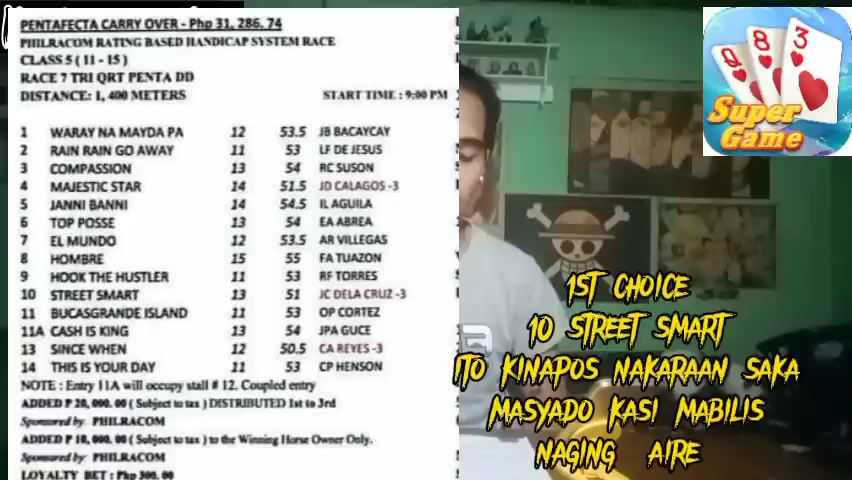 PENTAFECTA CARRY OVER - Php 31, 286. 74
PHILRACOM RATING BASED HANDICAP SYSTEM RACE
CLASS 5 ( 11 - 15 )
RACE 7 TRI QRT PENTA DD
DISTANCE: 1, 400 METERS START TIME : 9:00 PM
1 WARAY NA MAYDA PA 12 53.5 JB BACAYCAY
2 RAIN RAIN GO AWAY 11 53 LF DE JESUS
3 COMPASSION 13 54 RC SUSON
4 MAJESTIC STAR 14 51.5 JD CALAGOS -3
5 JANNI BANNI 14 54.5 IL AGUILA
6 TOP POSSE 13 54 EA ABREA
7 EL MUNDO 12 53.5 AR VILLEGAS
8 HOMBRE 15 55 FA TUAZON
9 HOOK THE HUSTLER 11 53 RF TORRES
10 STREET SMART 13 51 JC DELA CRUZ -3
11 BUCASGRANDE ISLAND 11 53 OP CORTEZ
11A CASH IS KING 13 54 JPA GUCE
13 SINCE WHEN 12 50.5 CA REYES -3
14 THIS IS YOUR DAY 11 53 CP HENSON
NOTE : Entry 11A will occupy stall # 12. Coupled entry
ADDED P 20, 000. 00 ( Subject to tax ) DISTRIBUTED 1st to 3rd
Sponsored by: PHILRACOM
ADDED P 10, 000. 00 ( Subject to tax ) to the Winning Horse Owner Only.
Sponsored by: PHILRACOM
LOYALTY BET : Php 300. 00
Q 8 3
Super
Game
1ST CHOICE
10 STREET SMART
ITO KINAPOS NAKARAAN SAKA
MASYADO KASI MABILIS
NAGING AIRE